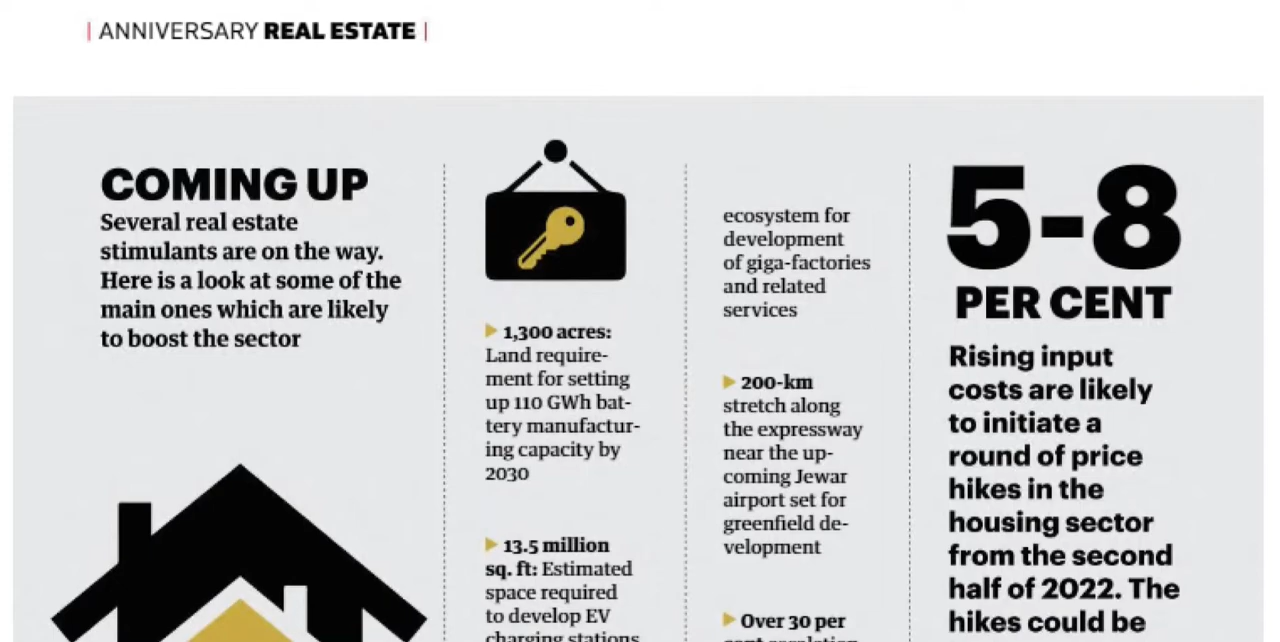 | ANNIVERSARY REAL ESTATE |
COMING UP
Several real estate
stimulants are on the way.
Here is a look at some of the
main ones which are likely
to boost the sector
1,300 acres:
Land require-
ment for setting
up 110 GWh bat-
tery manufactur-
ing capacity by
2030
13.5 million
sq. ft: Estimated
space required
to develop EV
charging stations
ecosystem for
development
of giga-factories
and related
services
200-km
stretch along
the expressway
near the up-
coming Jewar
airport set for
greenfield de-
velopment
Over 30 per
cent escalation
5-8
PER CENT
Rising input
costs are likely
to initiate a
round of price
hikes in the
housing sector
from the second
half of 2022. The
hikes could be